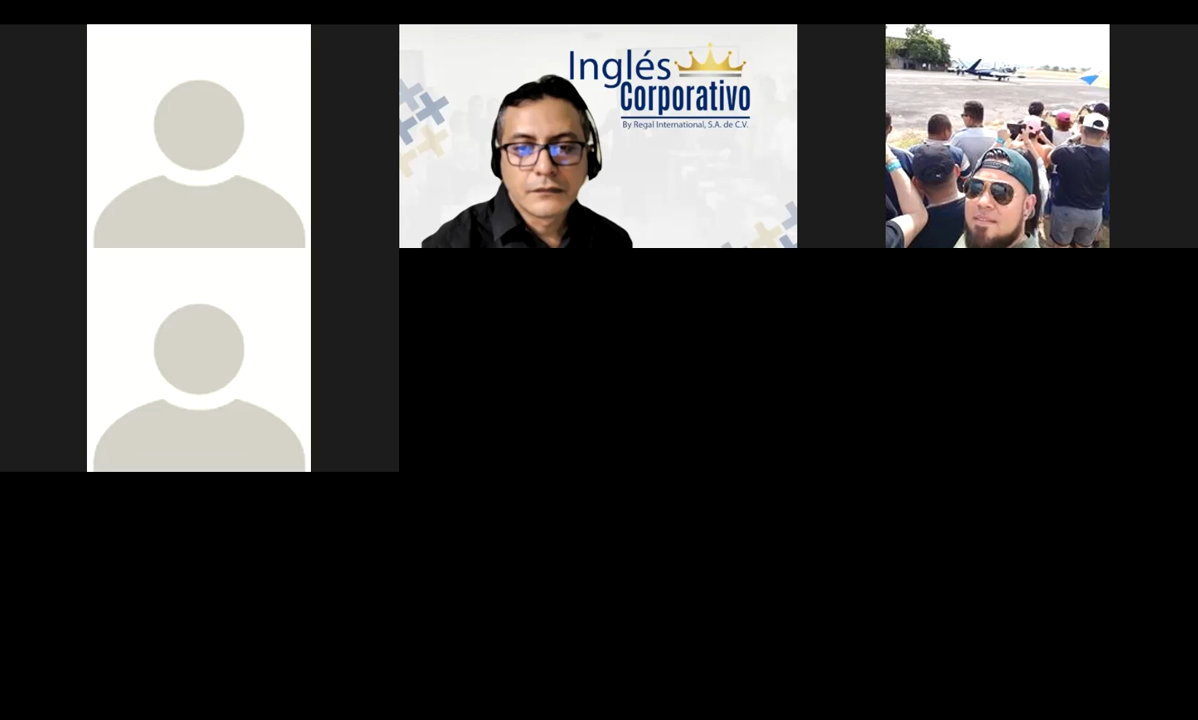 Inglés
Corporativo
By Regal International, S.A. de C.V.